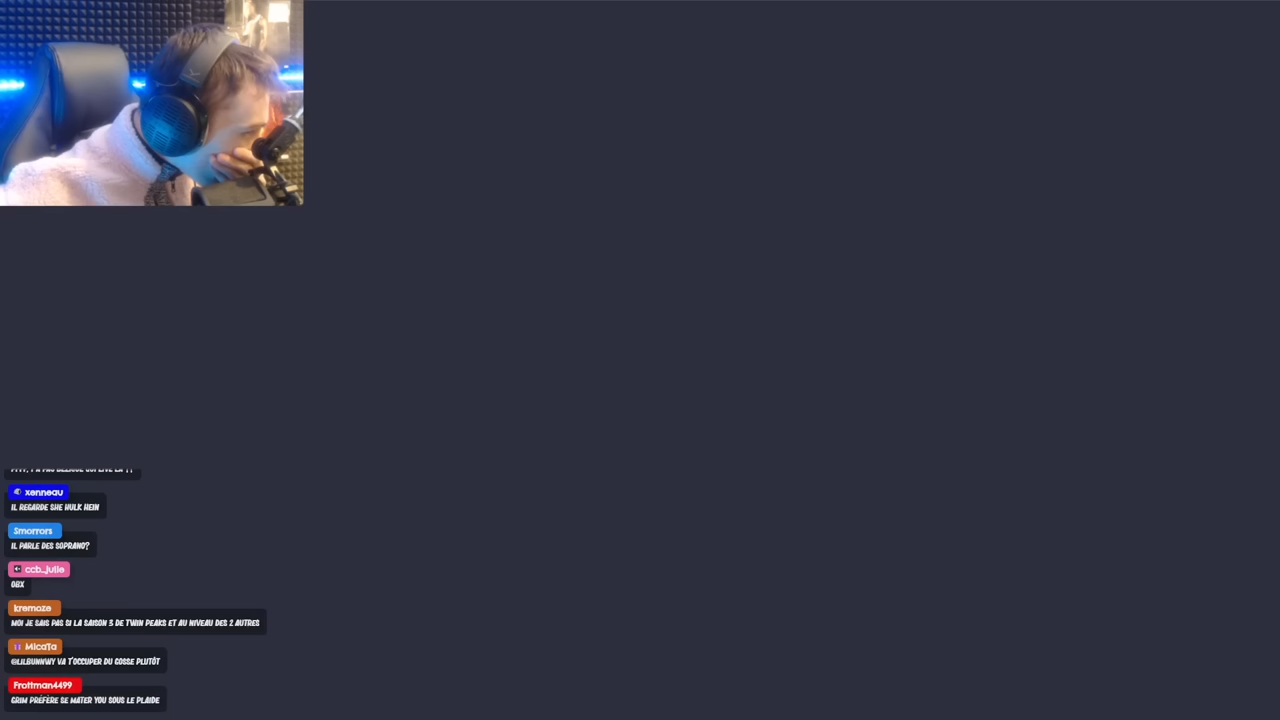 xenneau
IL REGARDE SHE HULK HEIN
Smorrors
IL PARLE DES SOPRANO?
ccb_julie
OBX
kremaze
MOI JE SAIS PAS SI LA SAISON 3 DE TWIN PEAKS ET AU NIVEAU DES 2 AUTRES
MicaTa
@LILBUNNWY VA T'OCCUPER DU GOSSE PLUTÔT
Frottman4499
GRIM PRÉFÈRE SE MATER YOU SOUS LE PLAIDE